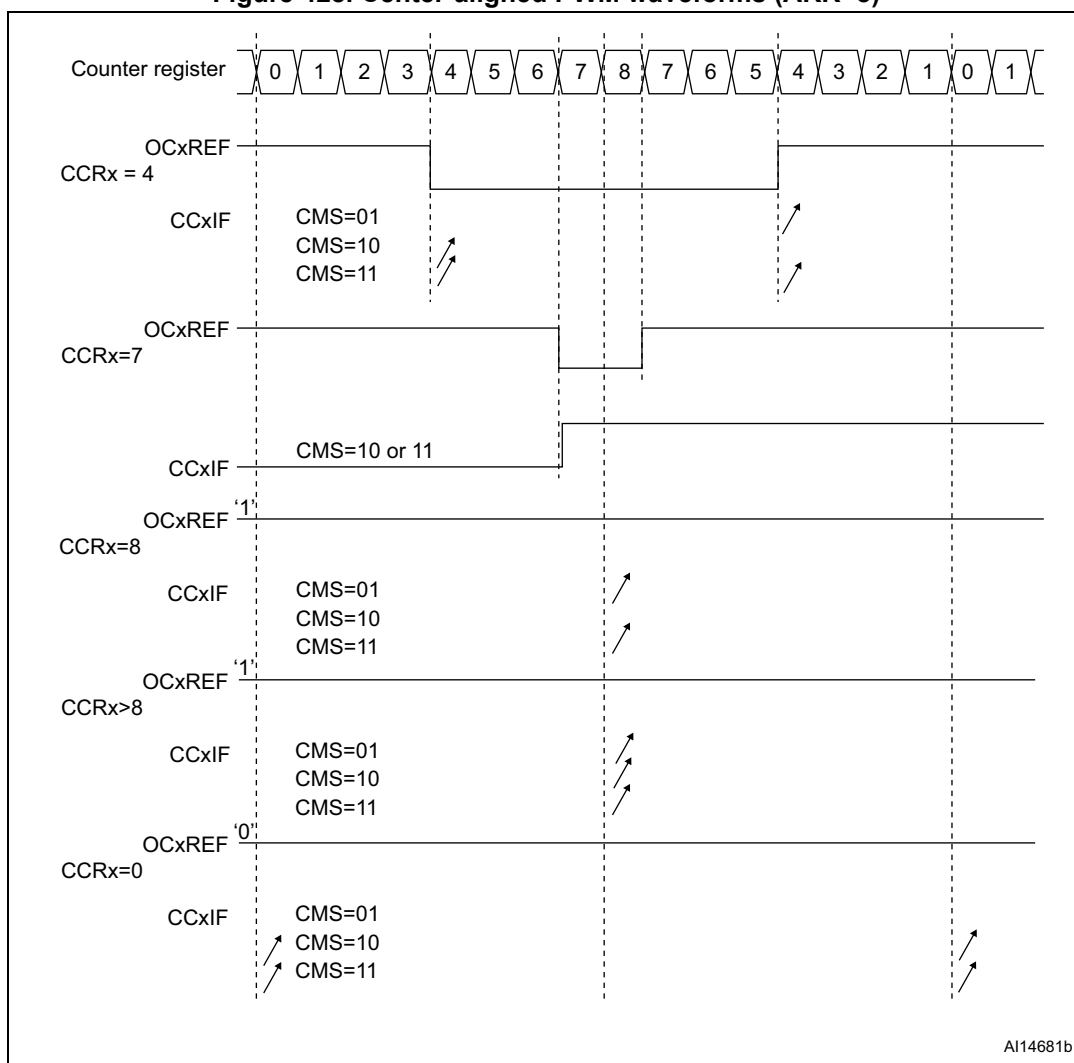 Counter register 0 1 2 3 4 5 6 7 8 7 6 5 4 3 2 1 0 1
OCxREF
CCRx = 4
CCxIF CMS=01
CMS=10
CMS=11
OCxREF
CCRx=7
CCxIF CMS=10 or 11
OCxREF '1'
CCRx=8
CCxIF CMS=01
CMS=10
CMS=11
OCxREF '1'
CCRx>8
CCxIF CMS=01
CMS=10
CMS=11
OCxREF '0'
CCRx=0
CCxIF CMS=01
CMS=10
CMS=11
AI14681b